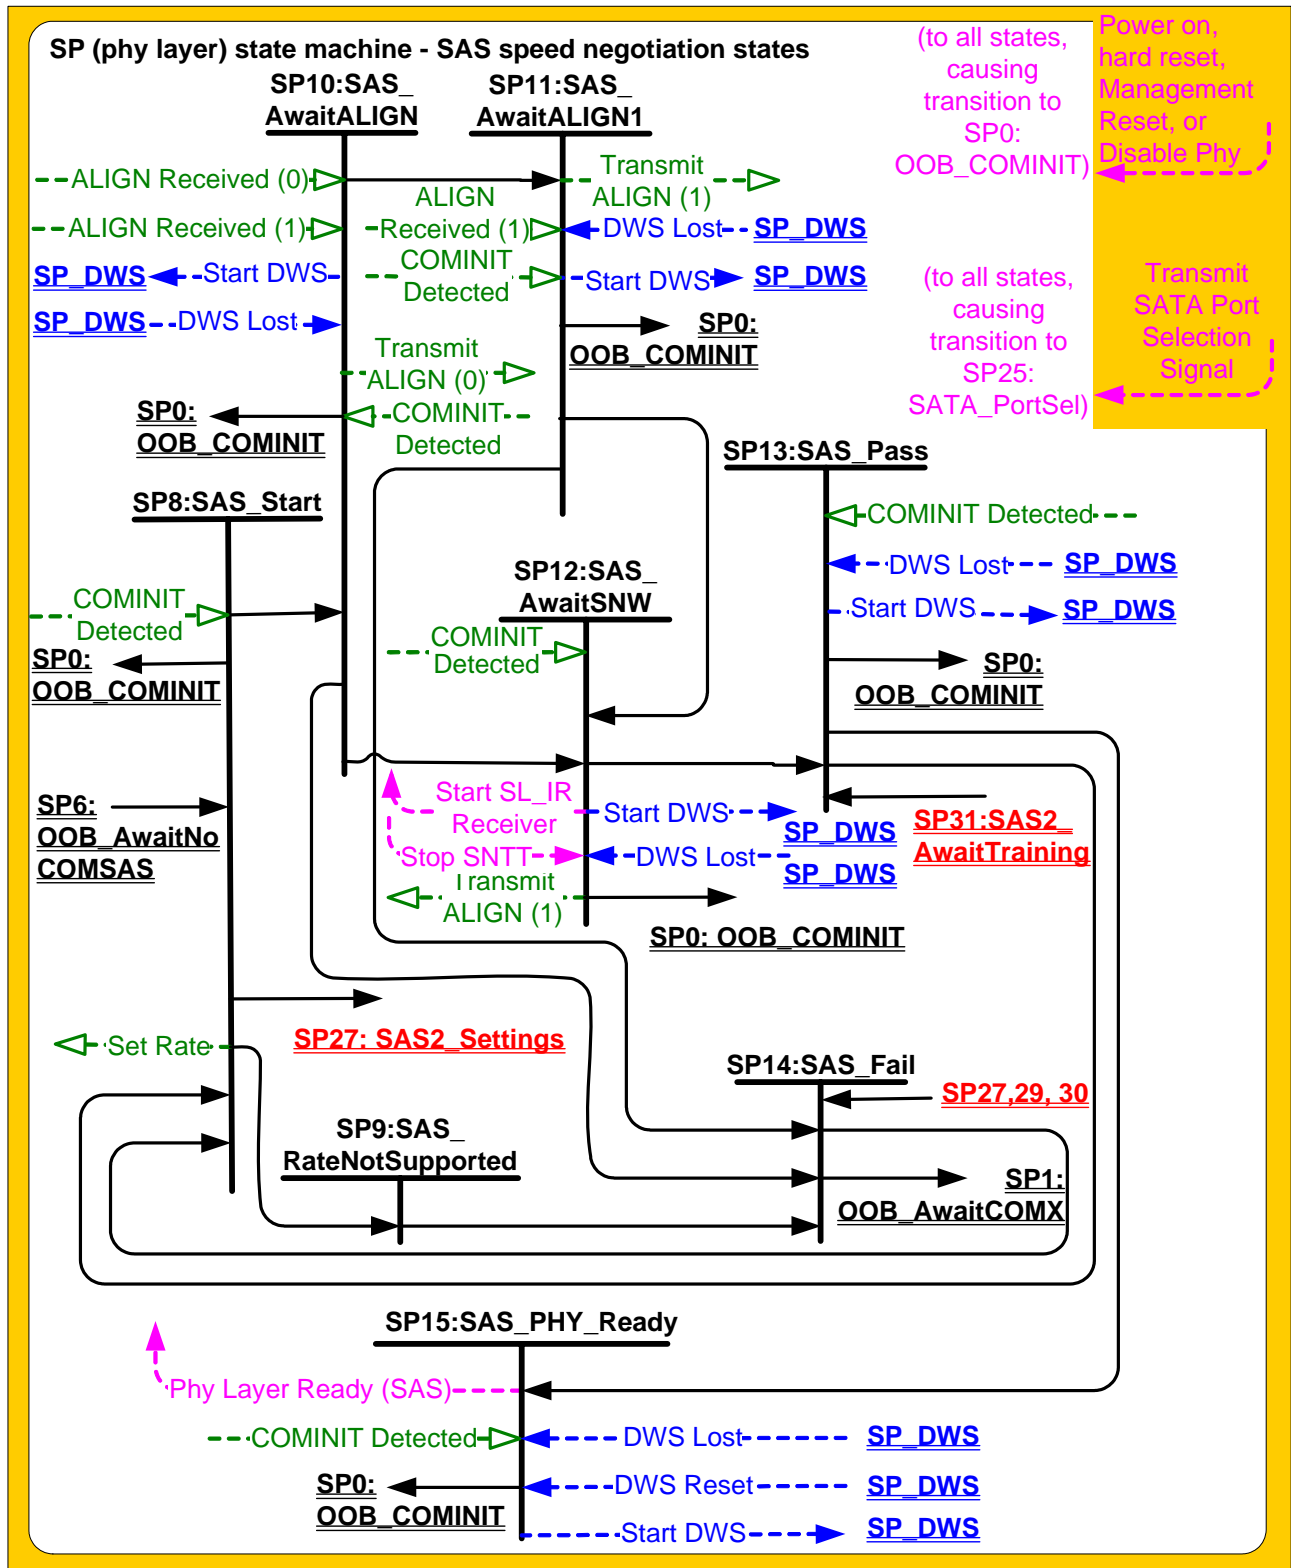 SP (phy layer) state machine - SAS speed negotiation states
(to all states,
causing
transition to
SP0:
OOB_COMINIT)
Power on,
hard reset,
Management
Reset, or
Disable Phy
SP10:SAS_
AwaitALIGN
SP11:SAS_
AwaitALIGN1
ALIGN Received (0)
Transmit
ALIGN (1)
ALIGN Received (1)
ALIGN
Received (1)
DWS Lost
SP_DWS
SP_DWS
Start DWS
COMINIT
Detected
Start DWS
SP_DWS
(to all states,
causing
transition to
SP25:
SATA_PortSel)
Transmit
SATA Port
Selection
Signal
SP_DWS
DWS Lost
SP0:
OOB_COMINIT
Transmit
ALIGN (0)
SP0:
OOB_COMINIT
COMINIT
Detected
SP13:SAS_Pass
SP8:SAS_Start
COMINIT Detected
DWS Lost
SP_DWS
Start DWS
SP_DWS
SP12:SAS_
AwaitSNW
COMINIT
Detected
COMINIT
Detected
SP0:
OOB_COMINIT
SP0:
OOB_COMINIT
SP6:
OOB_AwaitNo
COMSAS
Start SL_IR
Receiver
Start DWS
SP_DWS
SP31:SAS2_
AwaitTraining
Stop SNTT
DWS Lost
SP_DWS
Transmit
ALIGN (1)
SP0: OOB_COMINIT
Set Rate
SP27: SAS2_Settings
SP14:SAS_Fail
SP27,29, 30
SP9:SAS_
RateNotSupported
SP1:
OOB_AwaitCOMX
SP15:SAS_PHY_Ready
Phy Layer Ready (SAS)
COMINIT Detected
DWS Lost
SP_DWS
SP0:
OOB_COMINIT
DWS Reset
SP_DWS
Start DWS
SP_DWS